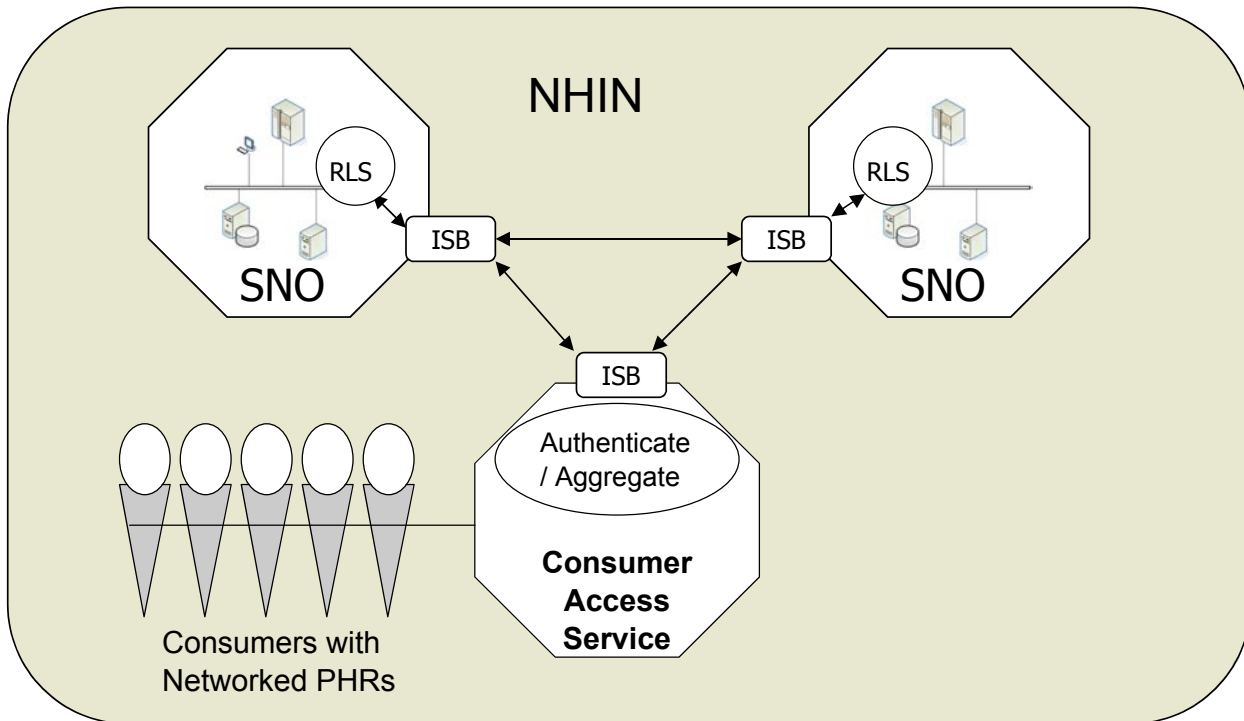 NHIN
RLS
RLS
ISB
ISB
SNO
SNO
ISB
Authenticate
/ Aggregate
Consumer
Access
Service
Consumers with
Networked PHRs